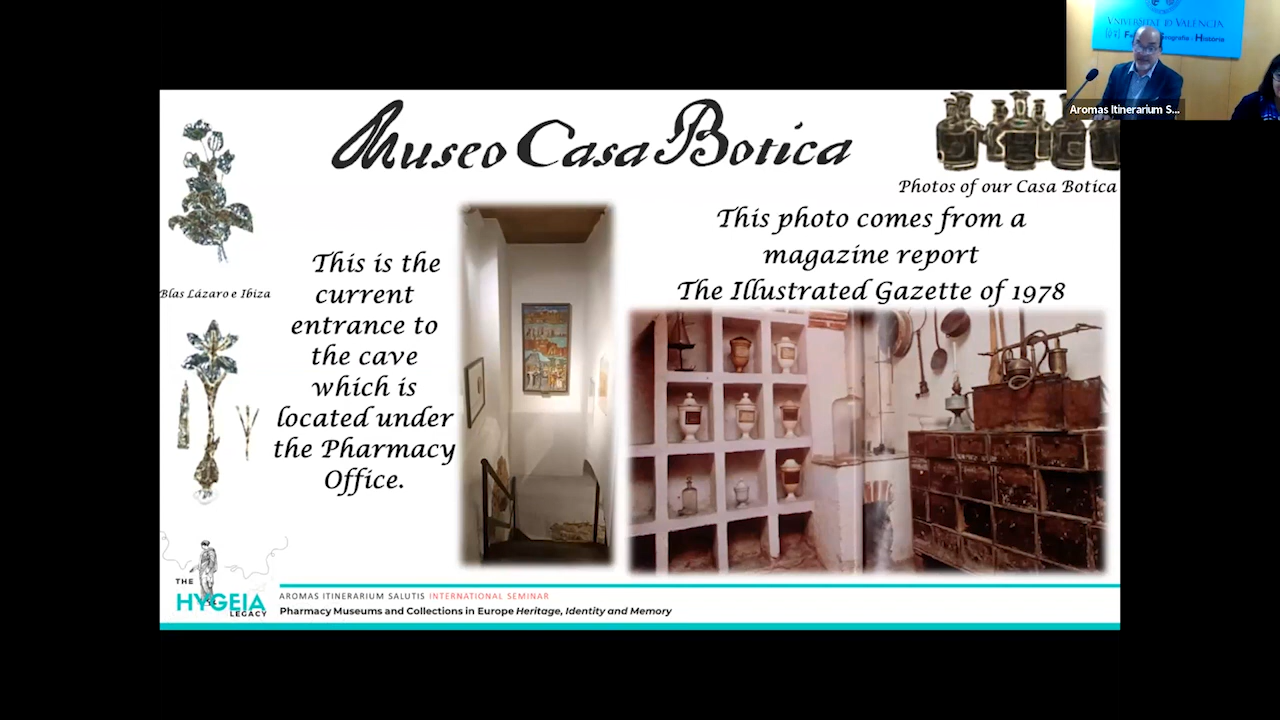 VNIVERSITAT ID VALÈNCIA
Aromas Itinerarium S...
Museo Casa Botica
Photos of our Casa Botica
This photo comes from a
magazine report
The Illustrated Gazette of 1978
This is the
current
entrance to
the cave
which is
located under
the Pharmacy
Office.
Blas Lázaro e Ibiza
THE
HYGEIA
LEGACY
AROMAS ITINERARIUM SALUTIS INTERNATIONAL SEMINAR
Pharmacy Museums and Collections in Europe Heritage, Identity and Memory